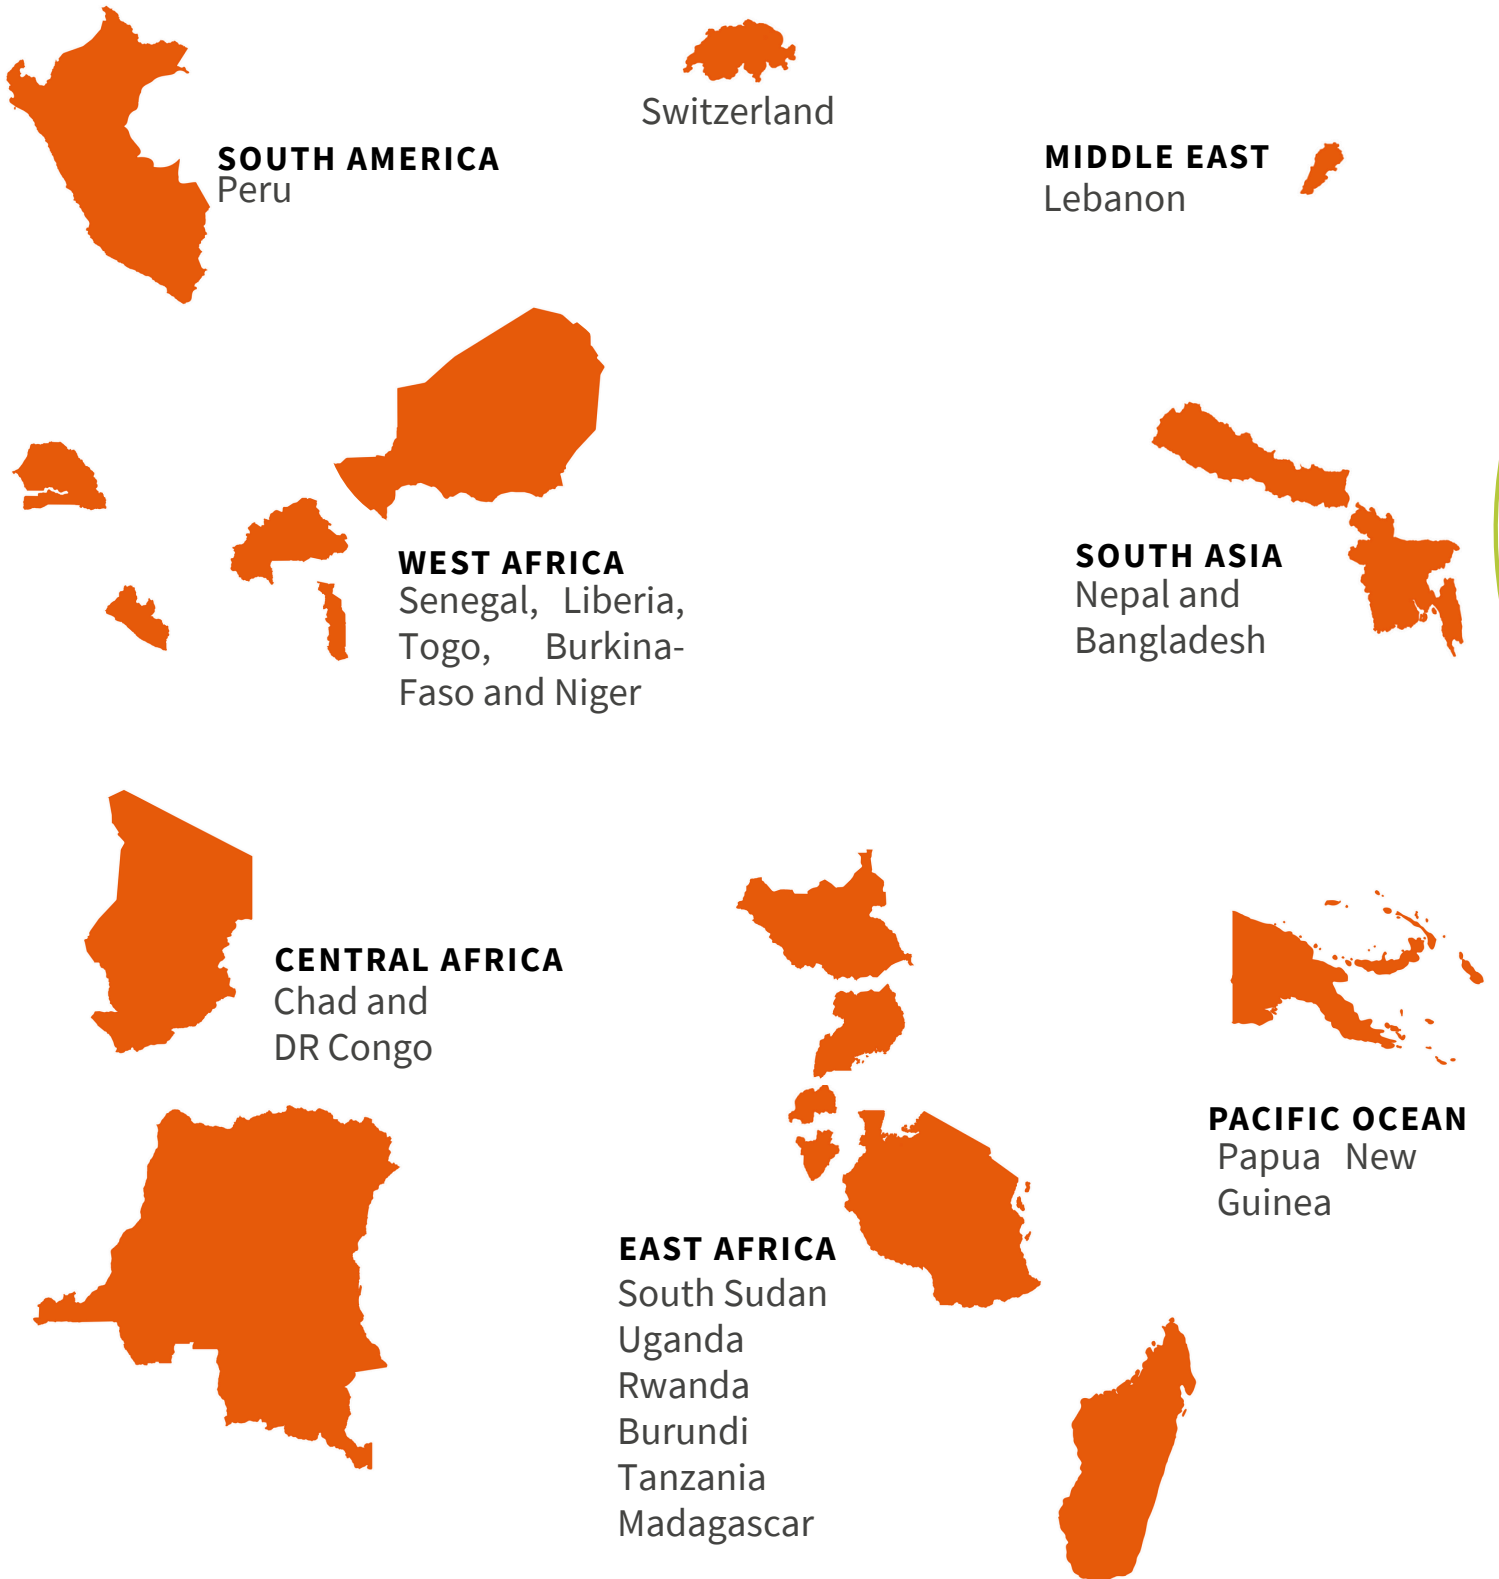 Switzerland
SOUTH AMERICA
Peru
MIDDLE EAST
Lebanon
WEST AFRICA
Senegal, Liberia,
Togo, Burkina-
Faso and Niger
SOUTH ASIA
Nepal and
Bangladesh
CENTRAL AFRICA
Chad and
DR Congo
PACIFIC OCEAN
Papua New
Guinea
EAST AFRICA
South Sudan
Uganda
Rwanda
Burundi
Tanzania
Madagascar